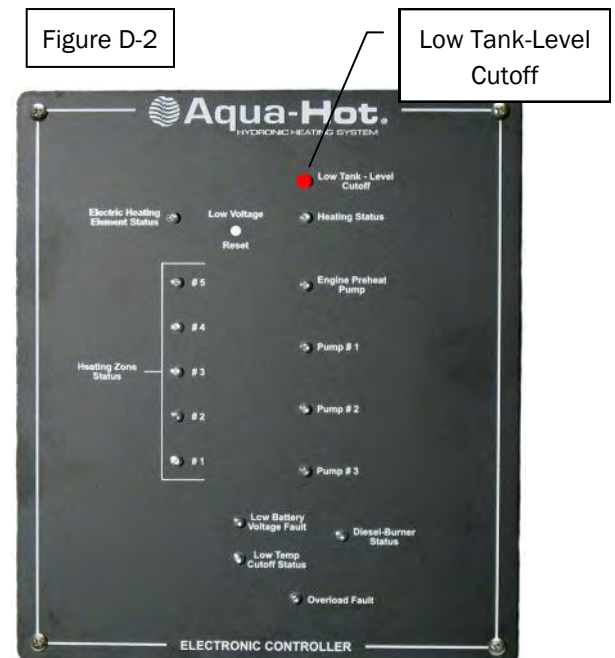 Figure D-2
Low Tank-Level
Cutoff
Aqua-Hot.
HYDRONIC HEATING SYSTEM
Low Tank - Level
Cutoff
Electric Heating
Element Status
Low Voltage
Reset
Heating Status
# 5
Engine Preheat
Pump
# 4
Pump # 1
Heating Zone
Status
# 3
# 2
Pump # 2
# 1
Pump # 3
Low Battery
Voltage Fault
Diesel-Burner
Status
Low Temp
Cutoff Status
Overload Fault
ELECTRONIC CONTROLLER